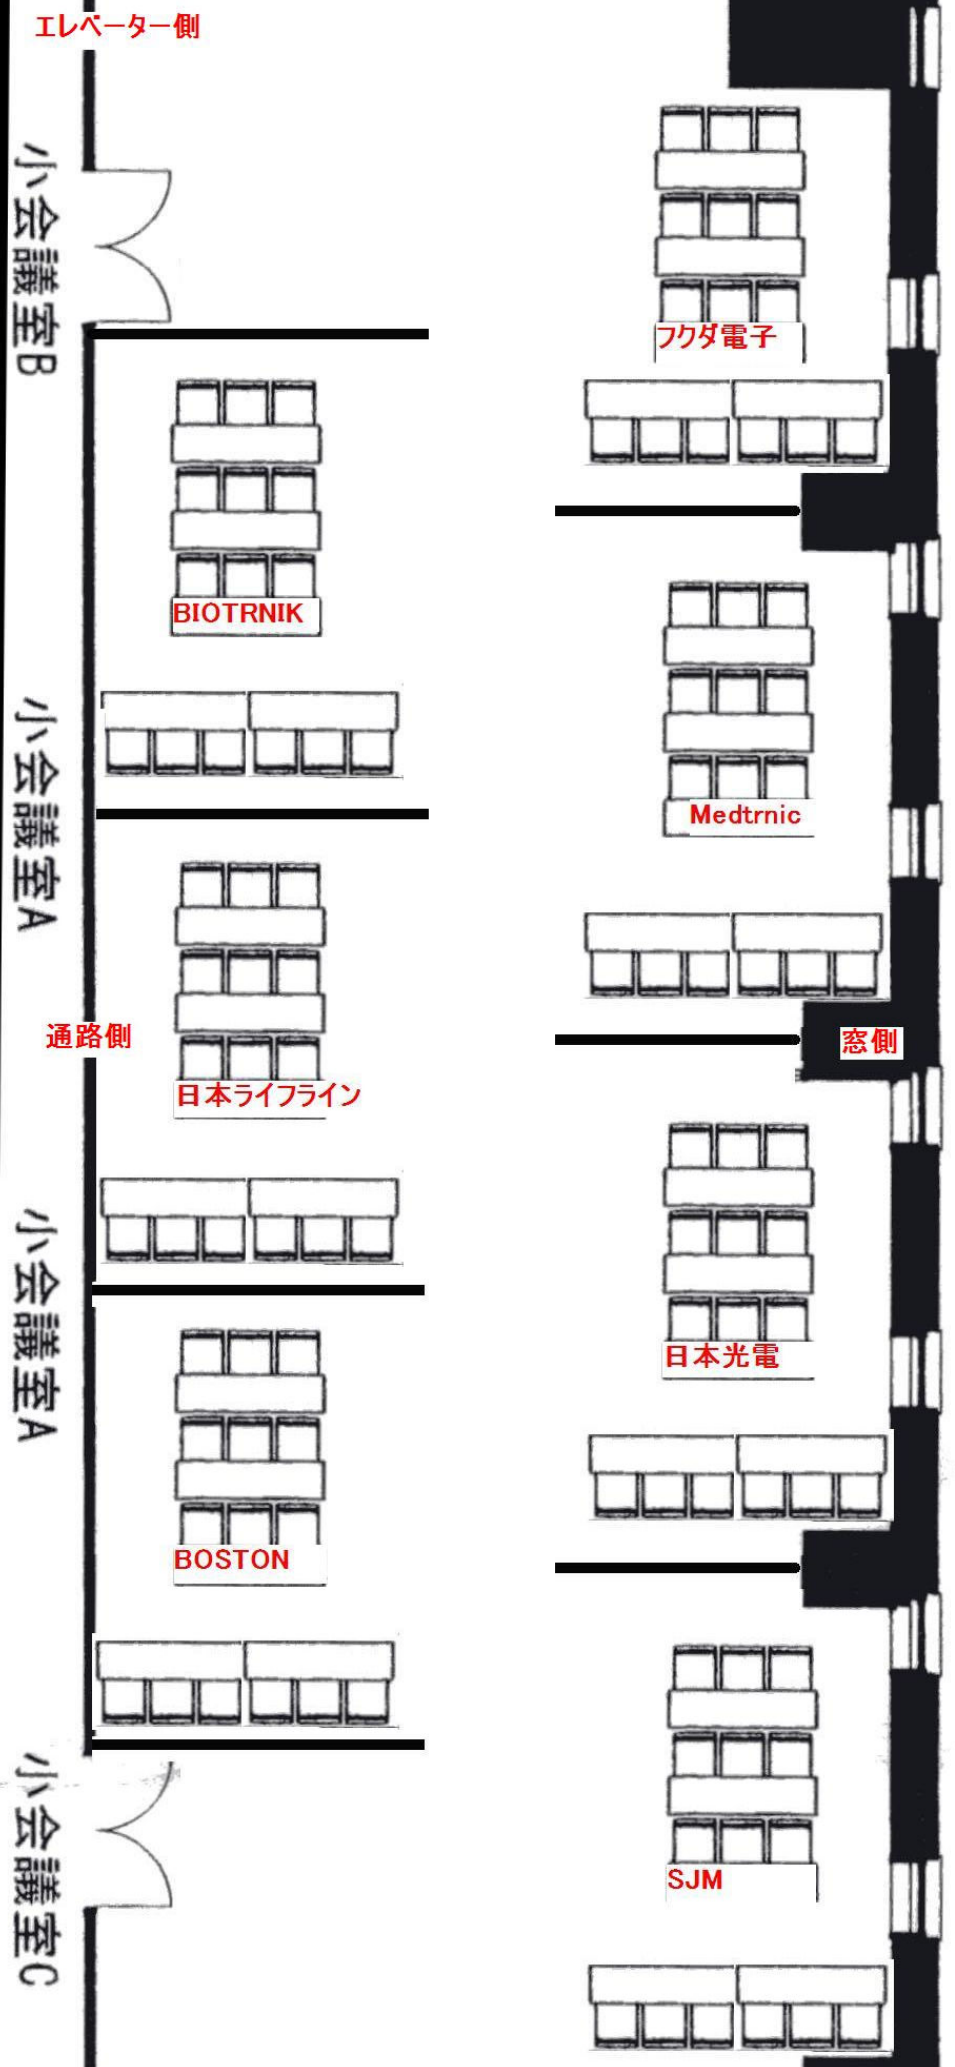 エレベーター側
小会議室B
フクダ電子
BIOTRNIK
小会議室A
Medtrnic
通路側
窓側
日本ライフライン
小会議室A
日本光電
BOSTON
小会議室C
SJM